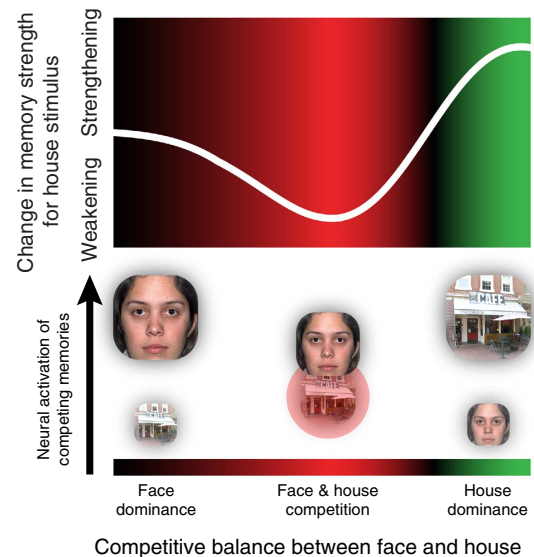 Change in memory strength
for house stimulus
Weakening
Strengthening
Neural activation of
competing memories
CAFE
Face
dominance
Face & house
competition
House
dominance
Competitive balance between face and house